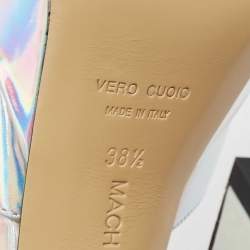 VERO CUOIO
MADE IN ITALY
38½
MACH